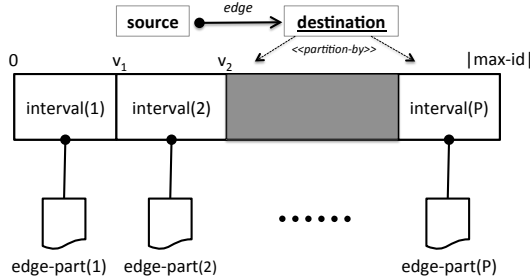 edge
source
destination
<<partition-by>>
0
v1
v2
|max-id|
interval(1)
interval(2)
interval(P)
edge-part(1)
edge-part(2)
......
edge-part(P)